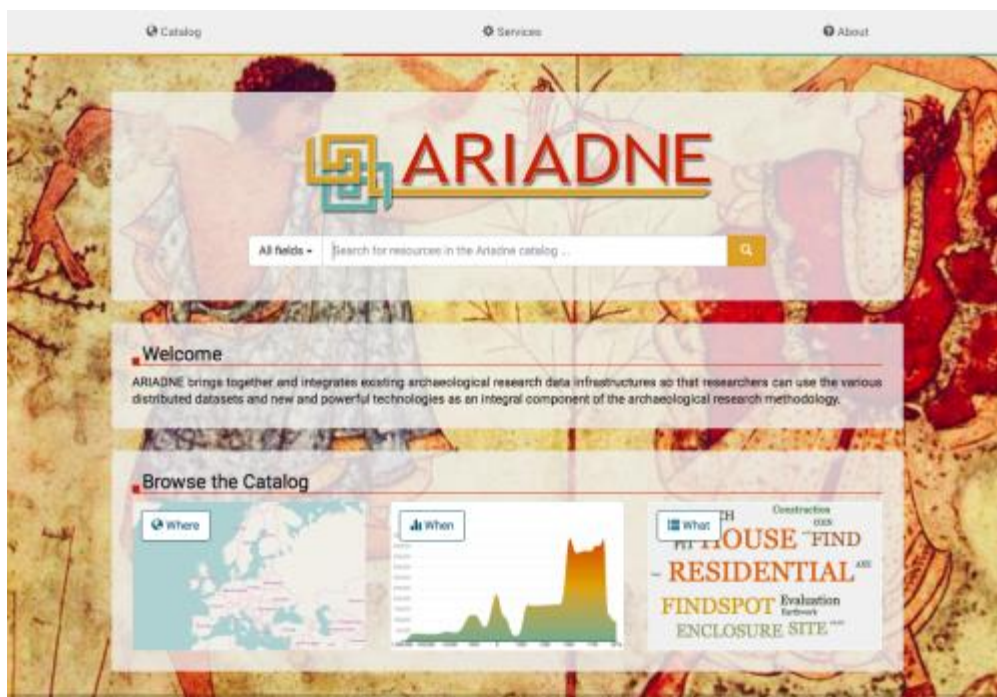 Catalog
Services
About
ARIADNE
All fields
Search for resources in the Ariadne catalog ...
Welcome
ARIADNE brings together and integrates existing archaeological research data infrastructures so that researchers can use the various
distributed datasets and new and powerful technologies as an integral component of the archaeological research methodology.
Browse the Catalog
Where
When
What
Construction
COIN
HOUSE
FIND
RESIDENTIAL
AXE
FINDSPOT
Evaluation
Earthwork
ENCLOSURE
SITE